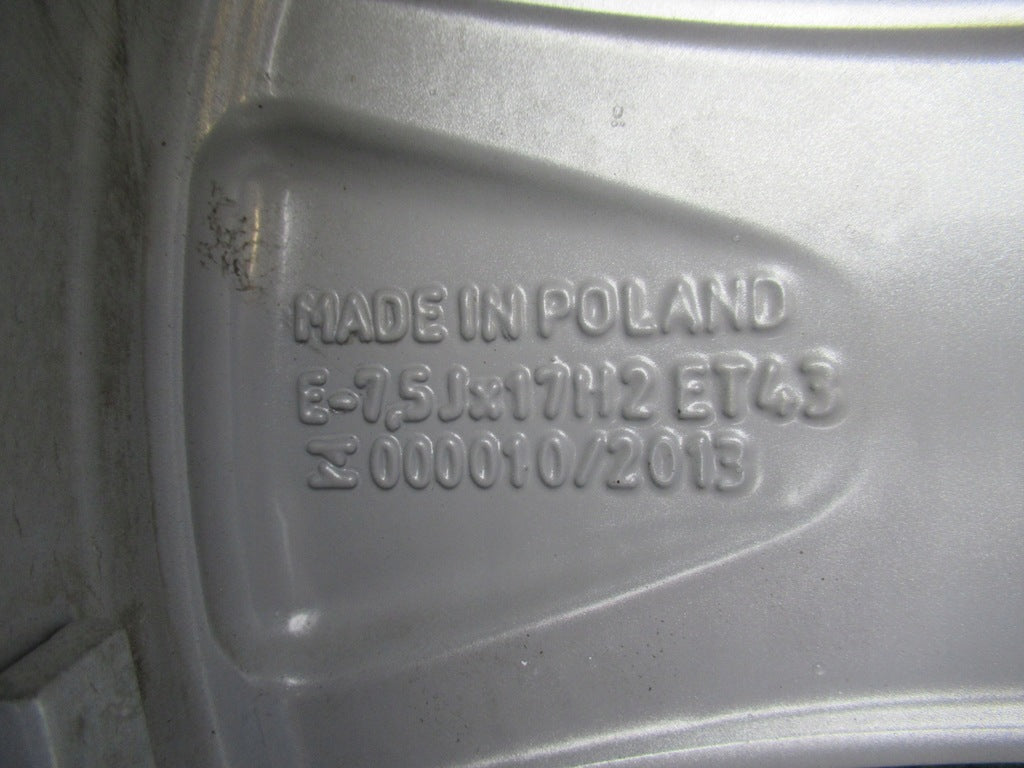 MADE IN POLAND
E-7,5Jx17H2 ET43
000010/2013